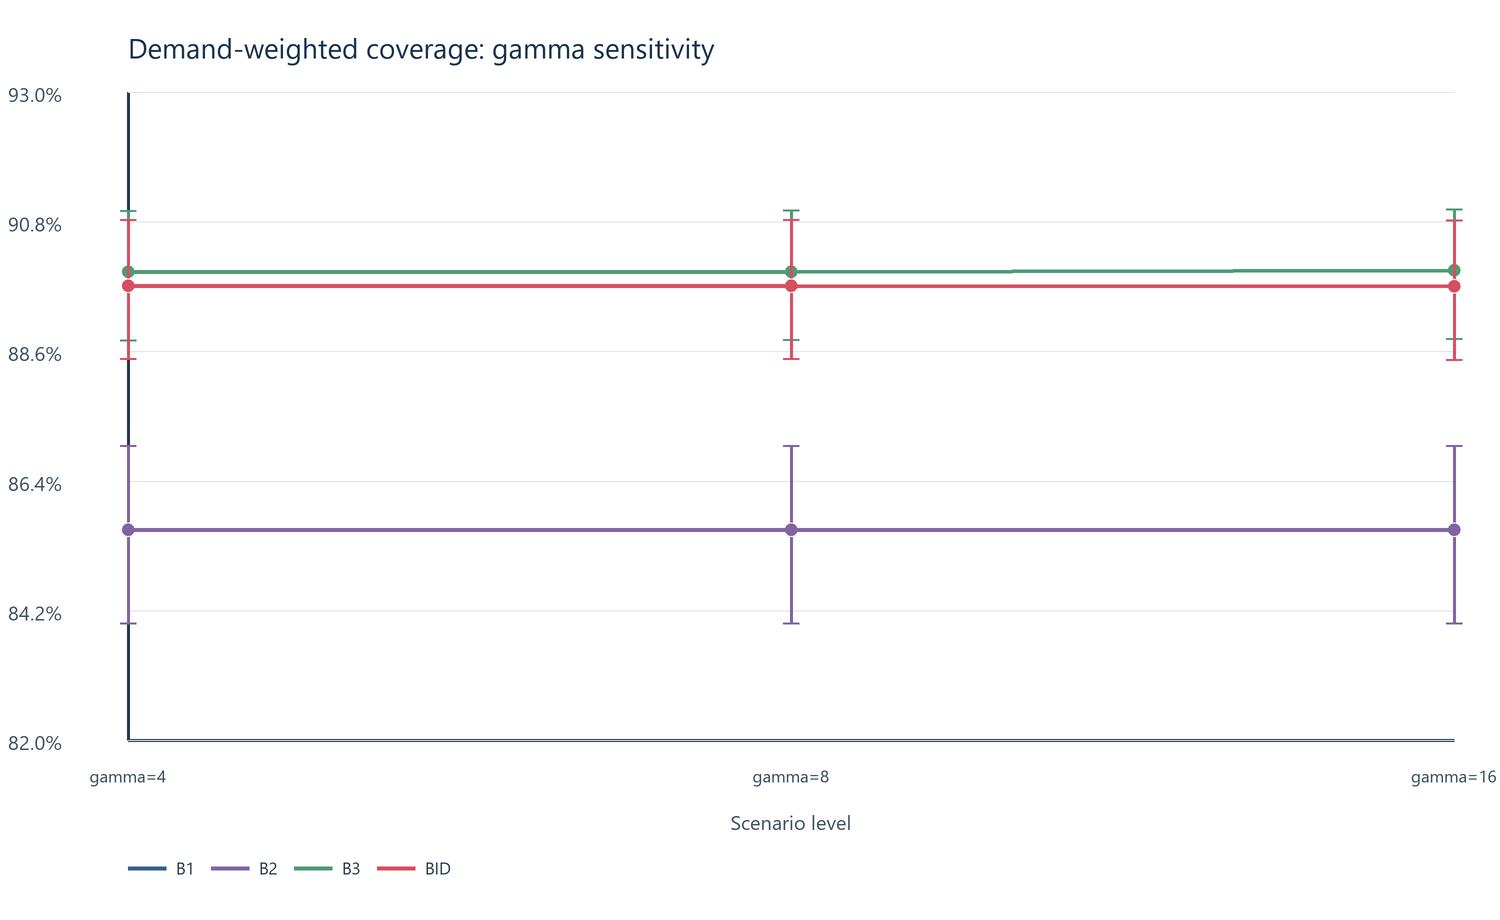 Demand-weighted coverage: gamma sensitivity
93.0%
90.8%
88.6%
86.4%
84.2%
82.0%
gamma=4 gamma=8 gamma=16
Scenario level
B1 B2 B3 BID